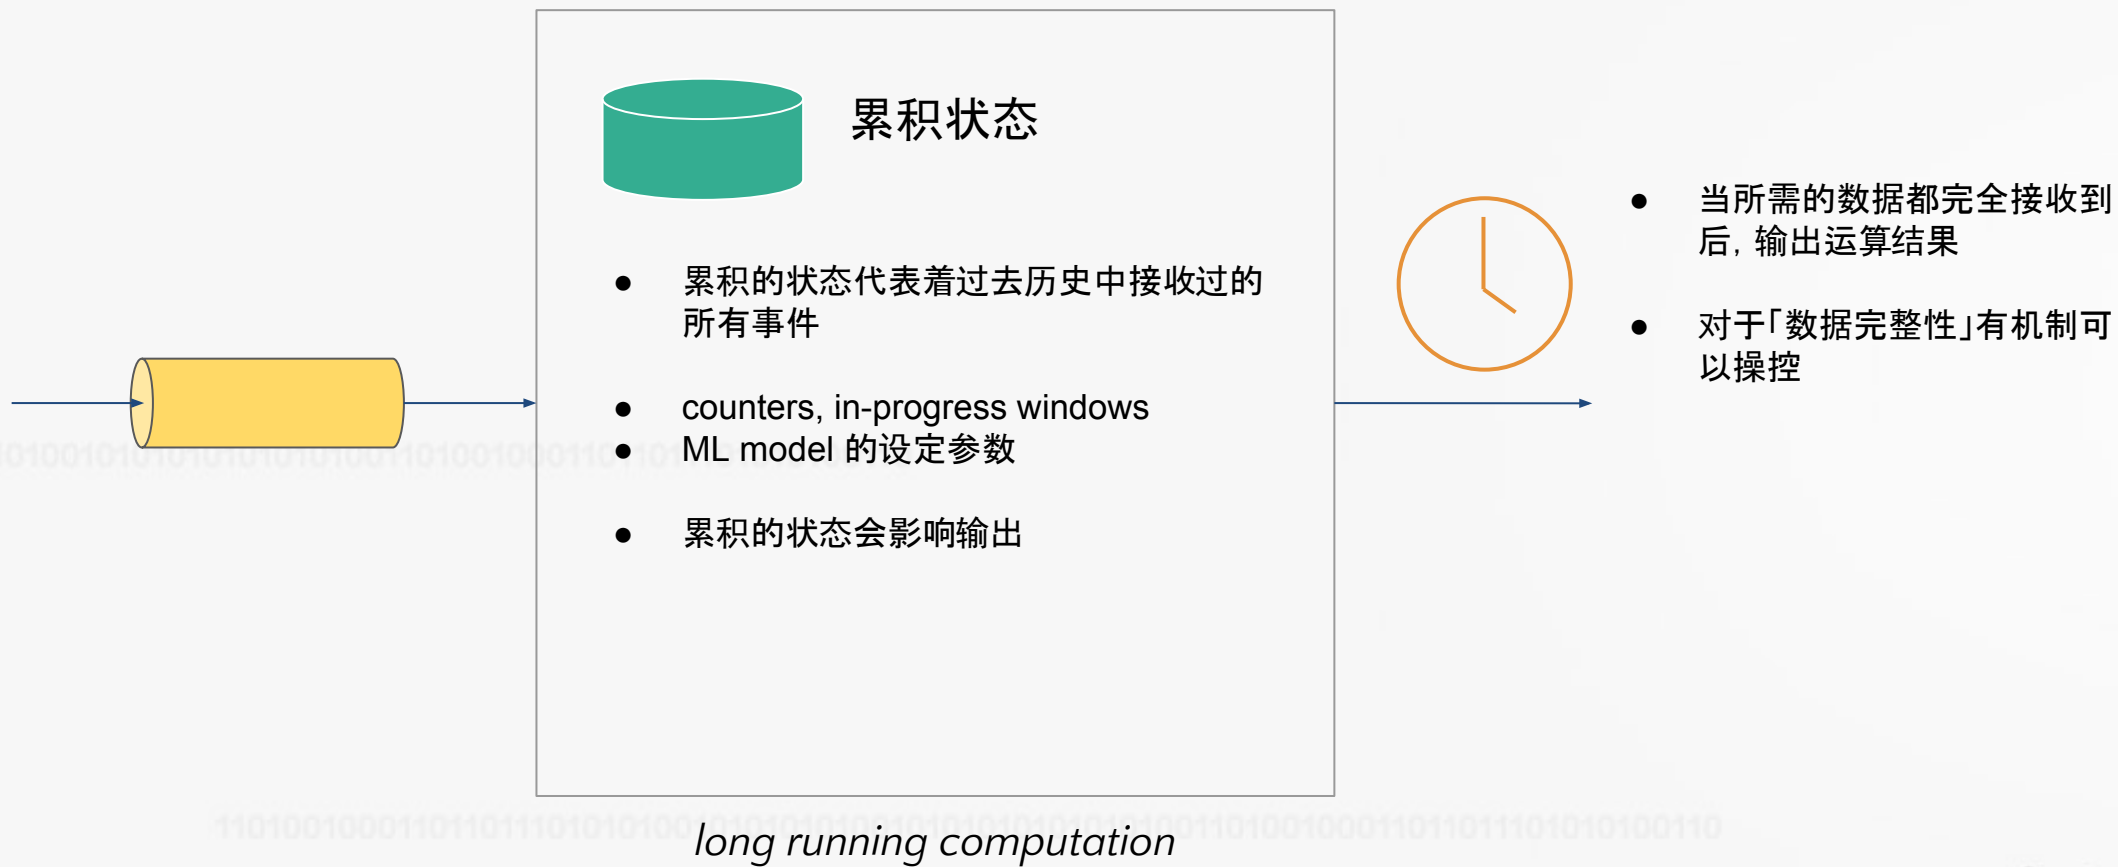 累积状态
● 累积的状态代表着过去历史中接收过的
所有事件
● counters, in-progress windows
● ML model 的设定参数
● 累积的状态会影响输出
● 当所需的数据都完全接收到
后, 输出运算结果
● 对于「数据完整性」有机制可
以操控
long running computation